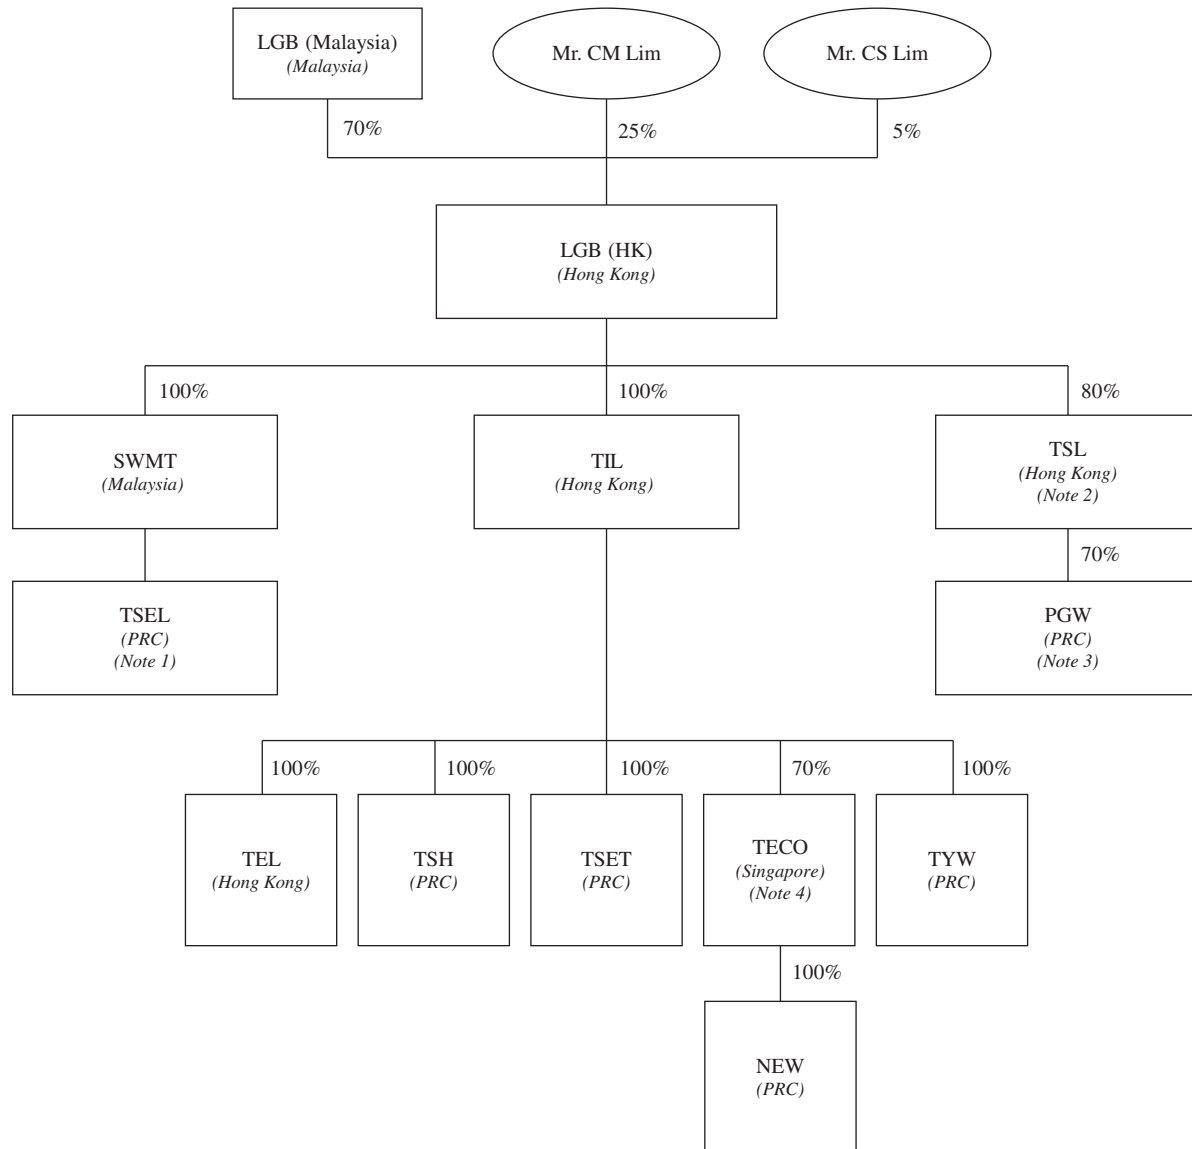 LGB (Malaysia)
(Malaysia)
Mr. CM Lim
Mr. CS Lim
70%
25%
5%
LGB (HK)
(Hong Kong)
100%
100%
80%
SWMT
(Malaysia)
TIL
(Hong Kong)
TSL
(Hong Kong)
(Note 2)
70%
TSEL
(PRC)
(Note 1)
PGW
(PRC)
(Note 3)
100%
100%
100%
70%
100%
TEL
(Hong Kong)
TSH
(PRC)
TSET
(PRC)
TECO
(Singapore)
(Note 4)
TYW
(PRC)
100%
NEW
(PRC)